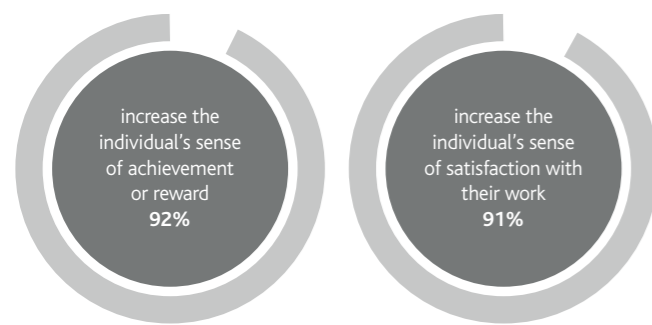 increase the
individual’s sense
of achievement
or reward
92%
increase the
individual’s sense
of satisfaction with
their work
91%